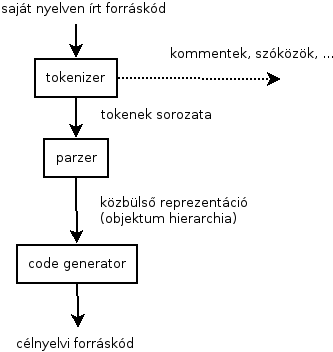 saját nyelven írt forráskód
kommentek, szóközök, ...
tokenizer
tokenek sorozata
parzer
közbülső reprezentáció
(objektum hierarchia)
code generator
célnyelvi forráskód